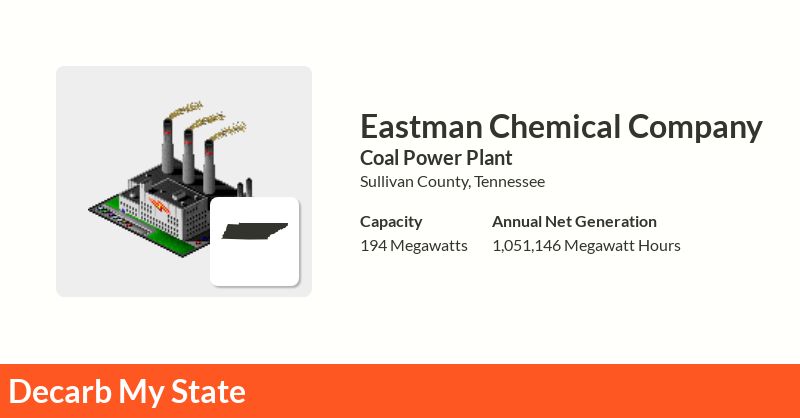 Eastman Chemical Company
Coal Power Plant
Sullivan County, Tennessee
Capacity
Annual Net Generation
194 Megawatts
1,051,146 Megawatt Hours
Decarb My State